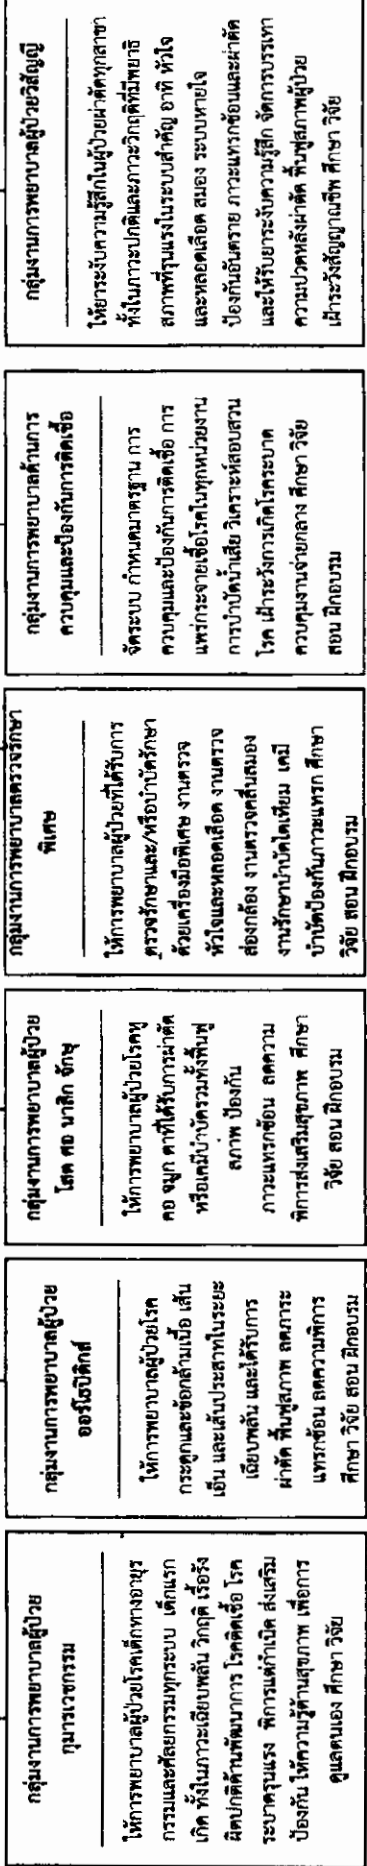 กลุ่มงานการพยาบาลผู้ป่วย
กุมารเวชกรรม
ให้การพยาบาลผู้ป่วยโรคเด็กทางอายุร
กรรมและศัลยกรรมทุกระบบ เด็กแรก
เกิด ทั้งในภาวะเฉียบพลัน วิกฤติ เรื้อรัง
ผิดปกติด้านพัฒนาการ โรคติดเชื้อ โรค
ระบาดรุนแรง พิการแต่กำเนิด ส่งเสริม
ป้องกัน ให้ความรู้ด้านสุขภาพ เพื่อการ
ดูแลตนเอง ศึกษา วิจัย
กลุ่มงานการพยาบาลผู้ป่วย
ออร์โธปิดิกส์
ให้การพยาบาลผู้ป่วยโรค
กระดูกและข้อกล้ามเนื้อ เส้น
เอ็น และเส้นประสาทในระยะ
เฉียบพลัน และได้รับการ
ผ่าตัด ฟื้นฟูสภาพ ลดภาระ
แทรกซ้อน ลดความพิการ
ศึกษา วิจัย สอน ฝึกอบรม
กลุ่มงานการพยาบาลผู้ป่วย
โสต ศอ นาสิก จักษุ
ให้การพยาบาลผู้ป่วยโรคหู
คอ จมูก ตาที่ได้รับการผ่าตัด
หรือเคมีบำบัดรวมทั้งฟื้นฟู
สภาพ ป้องกัน
ภาวะแทรกซ้อน ลดความ
พิการส่งเสริมสุขภาพ ศึกษา
วิจัย สอน ฝึกอบรม
กลุ่มงานการพยาบาลตรวจรักษา
พิเศษ
ให้การพยาบาลผู้ป่วยที่ได้รับการ
ตรวจรักษาและ/หรือบำบัดรักษา
ด้วยเครื่องมือพิเศษ งานตรวจ
หัวใจและหลอดเลือด งานตรวจ
ส่องกล้อง งานตรวจคลื่นสมอง
งานรักษาบำบัดไตเทียม เคมี
บำบัดป้องกันภาวะแทรก ศึกษา
วิจัย สอน ฝึกอบรม
กลุ่มงานการพยาบาลด้านการ
ควบคุมและป้องกันการติดเชื้อ
จัดระบบ กำหนดมาตรฐาน การ
ควบคุมและป้องกันการติดเชื้อ การ
แพร่กระจายเชื้อโรคในทุกหน่วยงาน
การบำบัดน้ำเสีย วิเคราะห์สอบสวน
โรค เฝ้าระวังการเกิดโรคระบาด
ควบคุมงานจ่ายกลาง ศึกษา วิจัย
สอน ฝึกอบรม
กลุ่มงานการพยาบาลผู้ป่วยวิสัญญี
ให้ยาระงับความรู้สึกในผู้ป่วยผ่าตัดทุกสาขา
ทั้งในภาวะปกติและภาวะวิกฤติที่มีพยาธิ
สภาพที่รุนแรงในระบบสำคัญ อาทิ หัวใจ
และหลอดเลือด สมอง ระบบหายใจ
ป้องกันอันตราย ภาวะแทรกซ้อนและผ่าตัด
และให้รับยาระงับความรู้สึก จัดการบรรเทา
ความปวดหลังผ่าตัด ฟื้นฟูสภาพผู้ป่วย
เฝ้าระวังสัญญาณชีพ ศึกษา วิจัย